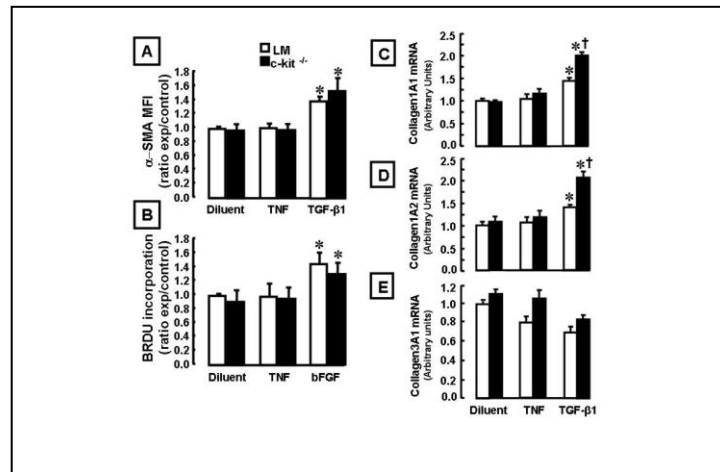 A
LM
c-kit -/-
α-SMA MFI
(ratio exp/control)
1.8
1.6
1.4
1.2
1.0
0.8
0.6
0.4
0.2
0.0
* *
Diluent TNF TGF-β1
B
BRDU incorporation
(ratio exp/control)
1.8
1.6
1.4
1.2
1.0
0.8
0.6
0.4
0.2
0.0
* *
Diluent TNF bFGF
C
Collagen1A1 mRNA
(Arbitrary Units)
2.5
2.0
1.5
1.0
0.5
0.0
* *†
D
Collagen1A2 mRNA
(Arbitrary Units)
2.5
2.0
1.5
1.0
0.5
0.0
* *†
E
Collagen3A1 mRNA
(Arbitrary units)
1.2
1.0
0.8
0.6
0.4
0.2
0
Diluent TNF TGF-β1